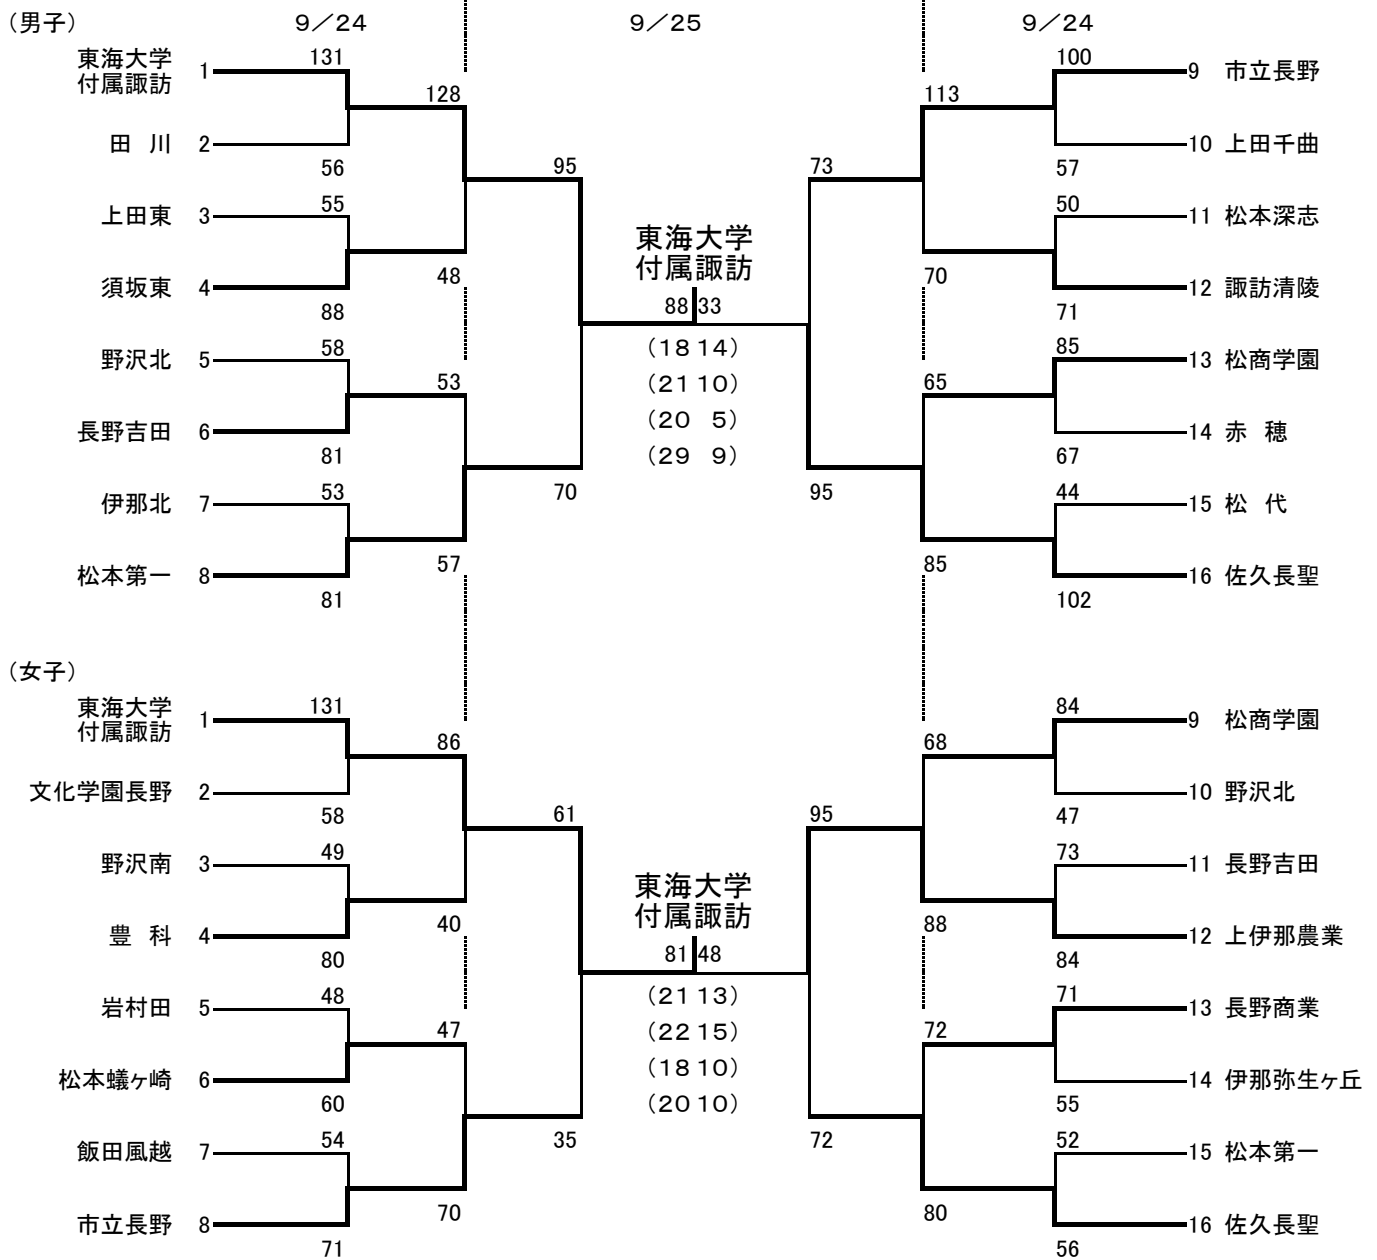 （男子）
9／24
9／25
9／24
東海大学
付属諏訪
1
131
128
113
100
9 市立長野
田 川 2
56
95
73
57
10 上田千曲
上田東 3
55
50
11 松本深志
東海大学
付属諏訪
須坂東 4
88
48
88 33
70
71
12 諏訪清陵
（18 14）
（21 10）
（20 5）
（29 9）
野沢北 5
58
53
65
85
13 松商学園
長野吉田 6
81
67
14 赤 穂
伊那北 7
53
70
95
44
15 松 代
松本第一 8
81
57
85
102
16 佐久長聖
（女子）
東海大学
付属諏訪
1
131
86
68
84
9 松商学園
文化学園長野 2
58
61
95
47
10 野沢北
野沢南 3
49
73
11 長野吉田
東海大学
付属諏訪
豊 科 4
80
40
81 48
88
84
12 上伊那農業
（21 13）
（22 15）
（18 10）
（20 10）
岩村田 5
48
47
72
71
13 長野商業
松本蟻ヶ崎 6
60
55
14 伊那弥生ヶ丘
飯田風越 7
54
35
72
52
15 松本第一
市立長野 8
71
70
80
56
16 佐久長聖